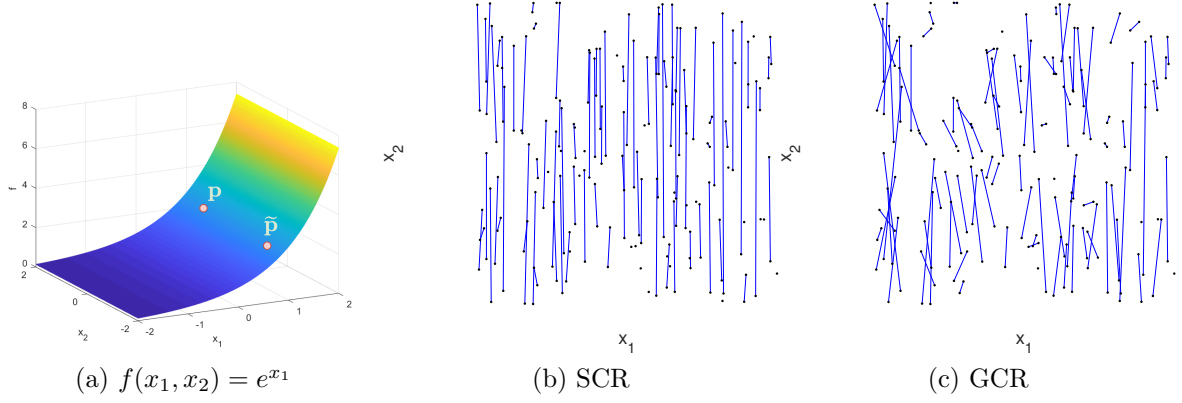 8
6
4
2
0
f
p
p̃
2
0
-2
x₂
-2
-1
0
1
2
x₁
x₂
x₁
x₂
x₁
(a) f(x₁, x₂) = eˣ¹
(b) SCR
(c) GCR